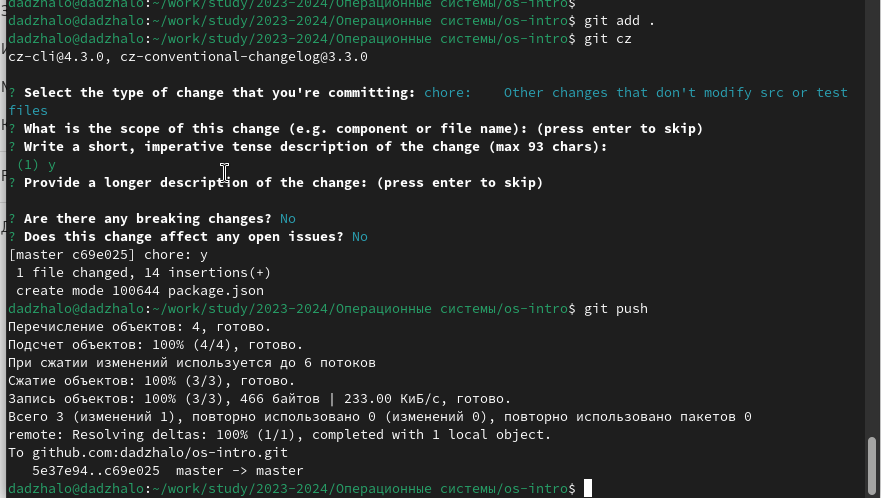 dadzhalo@dadzhalo:~/work/study/2023-2024/Операционные системы/os-intro$
dadzhalo@dadzhalo:~/work/study/2023-2024/Операционные системы/os-intro$ git add .
dadzhalo@dadzhalo:~/work/study/2023-2024/Операционные системы/os-intro$ git cz
cz-cli@4.3.0, cz-conventional-changelog@3.3.0
? Select the type of change that you're committing: chore:    Other changes that don't modify src or test
files
? What is the scope of this change (e.g. component or file name): (press enter to skip)
? Write a short, imperative tense description of the change (max 93 chars):
 (1) y
? Provide a longer description of the change: (press enter to skip)
? Are there any breaking changes? No
? Does this change affect any open issues? No
[master c69e025] chore: y
 1 file changed, 14 insertions(+)
 create mode 100644 package.json
dadzhalo@dadzhalo:~/work/study/2023-2024/Операционные системы/os-intro$ git push
Перечисление объектов: 4, готово.
Подсчет объектов: 100% (4/4), готово.
При сжатии изменений используется до 6 потоков
Сжатие объектов: 100% (3/3), готово.
Запись объектов: 100% (3/3), 466 байтов | 233.00 КиБ/с, готово.
Всего 3 (изменений 1), повторно использовано 0 (изменений 0), повторно использовано пакетов 0
remote: Resolving deltas: 100% (1/1), completed with 1 local object.
To github.com:dadzhalo/os-intro.git
   5e37e94..c69e025  master -> master
dadzhalo@dadzhalo:~/work/study/2023-2024/Операционные системы/os-intro$